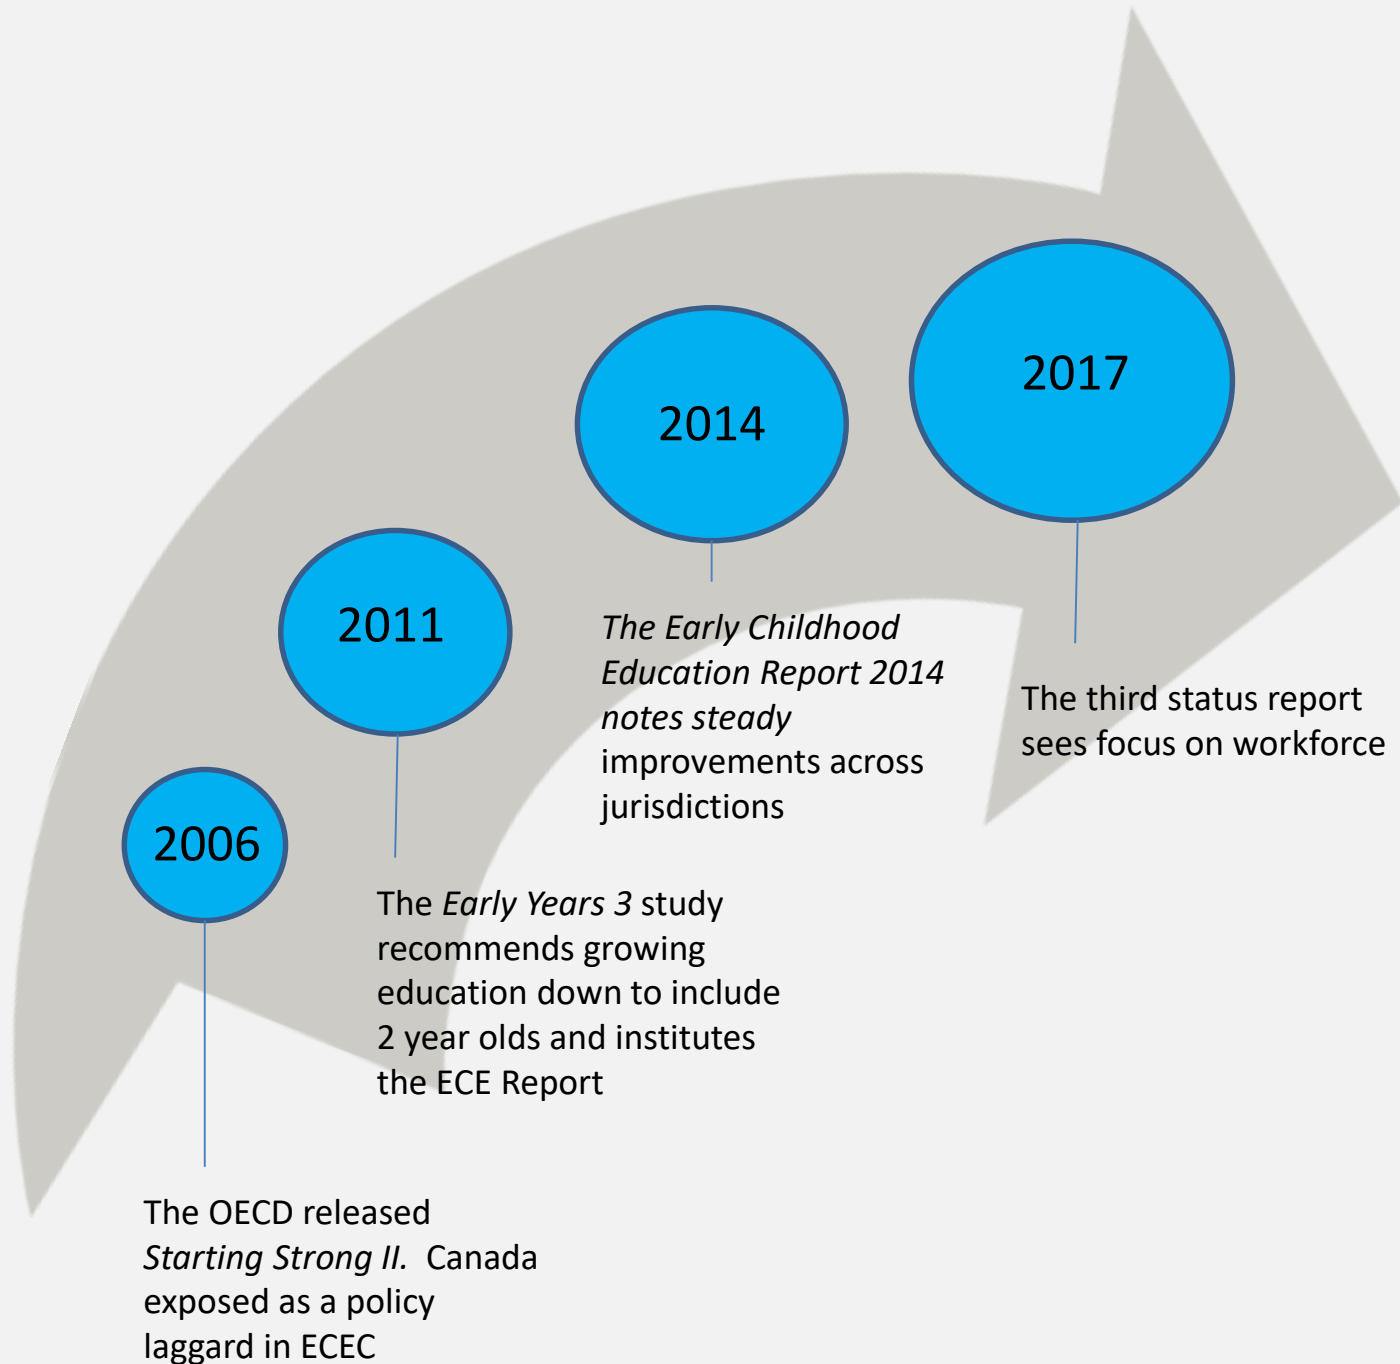 2006
The OECD released
Starting Strong II.  Canada
exposed as a policy
laggard in ECEC
2011
The Early Years 3 study
recommends growing
education down to include
2 year olds and institutes
the ECE Report
2014
The Early Childhood
Education Report 2014
notes steady
improvements across
jurisdictions
2017
The third status report
sees focus on workforce